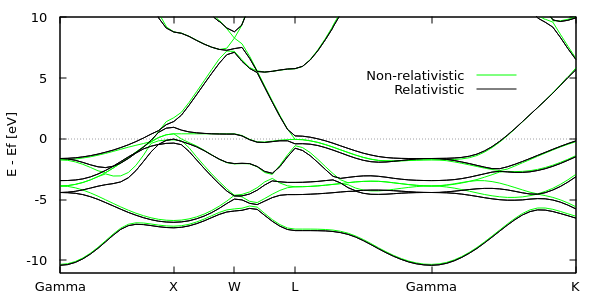 10
5
0
-5
-10
E - Ef [eV]
Non-relativistic
Relativistic
Gamma X W L Gamma K